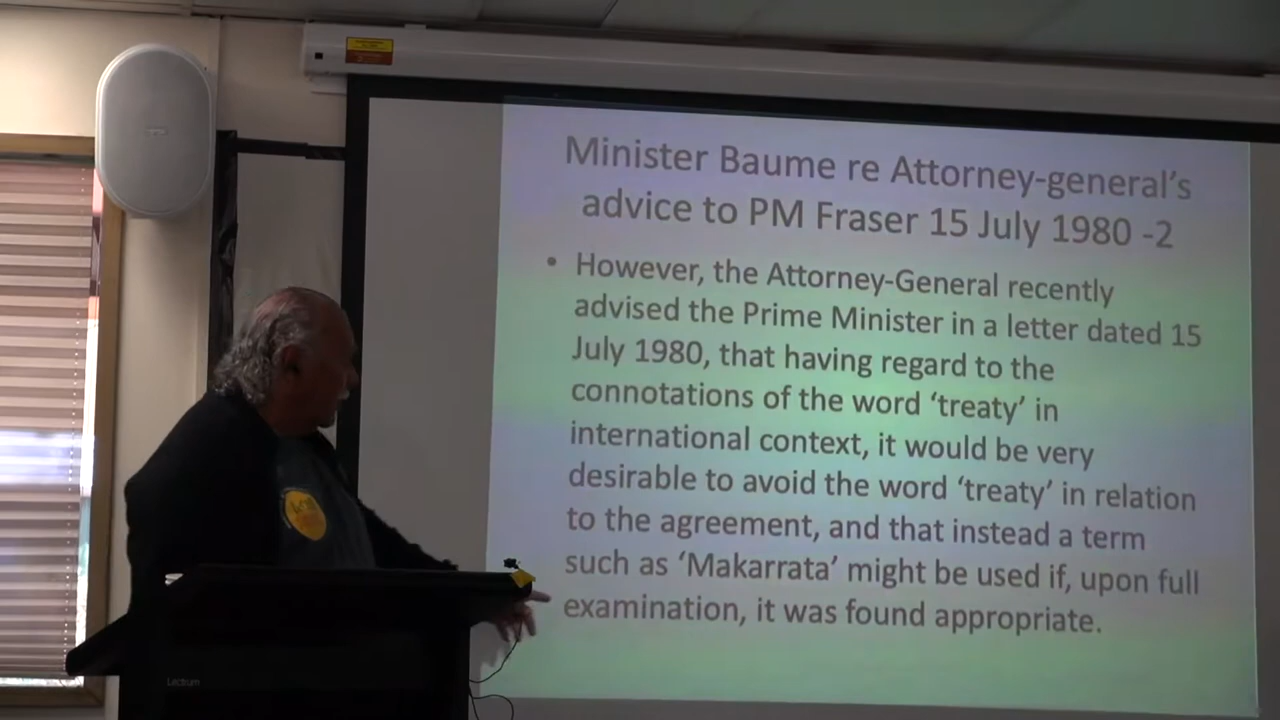 Minister Baume re Attorney-general's
advice to PM Fraser 15 July 1980 -2
• However, the Attorney-General recently
advised the Prime Minister in a letter dated 15
July 1980, that having regard to the
connotations of the word ‘treaty’ in
international context, it would be very
desirable to avoid the word ‘treaty’ in relation
to the agreement, and that instead a term
such as ‘Makarrata’ might be used if, upon full
examination, it was found appropriate.
Lectrum